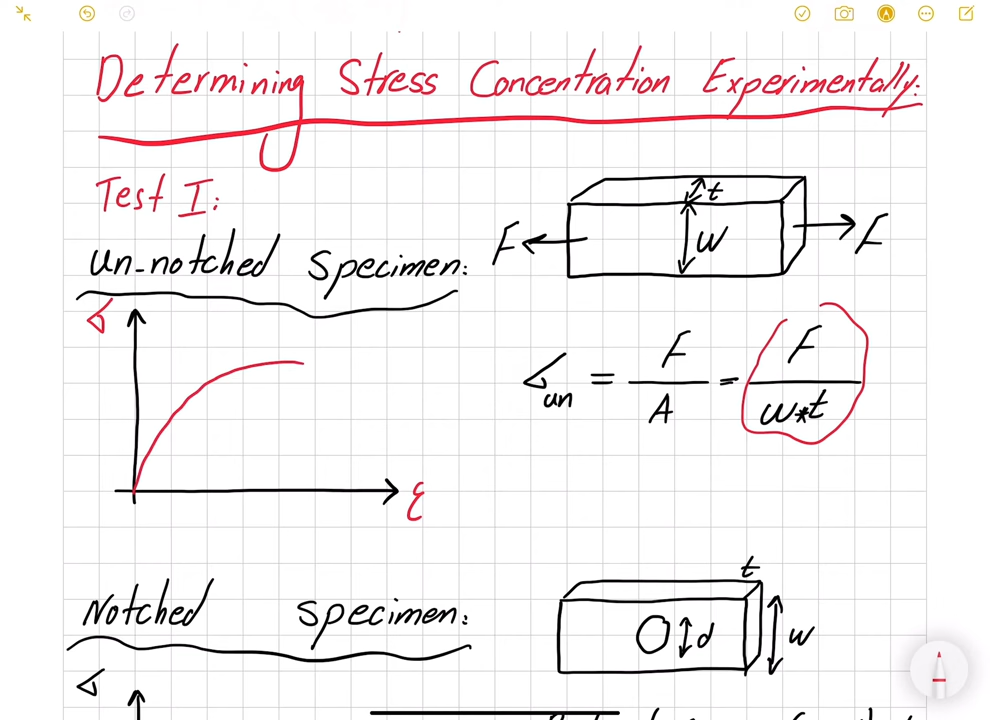 Determining Stress Concentration Experimentally:
Test I:
un-notched specimen:
t
F
w
F
σ
σun = F / A = F / w*t
ε
Notched specimen:
t
d
w
σ